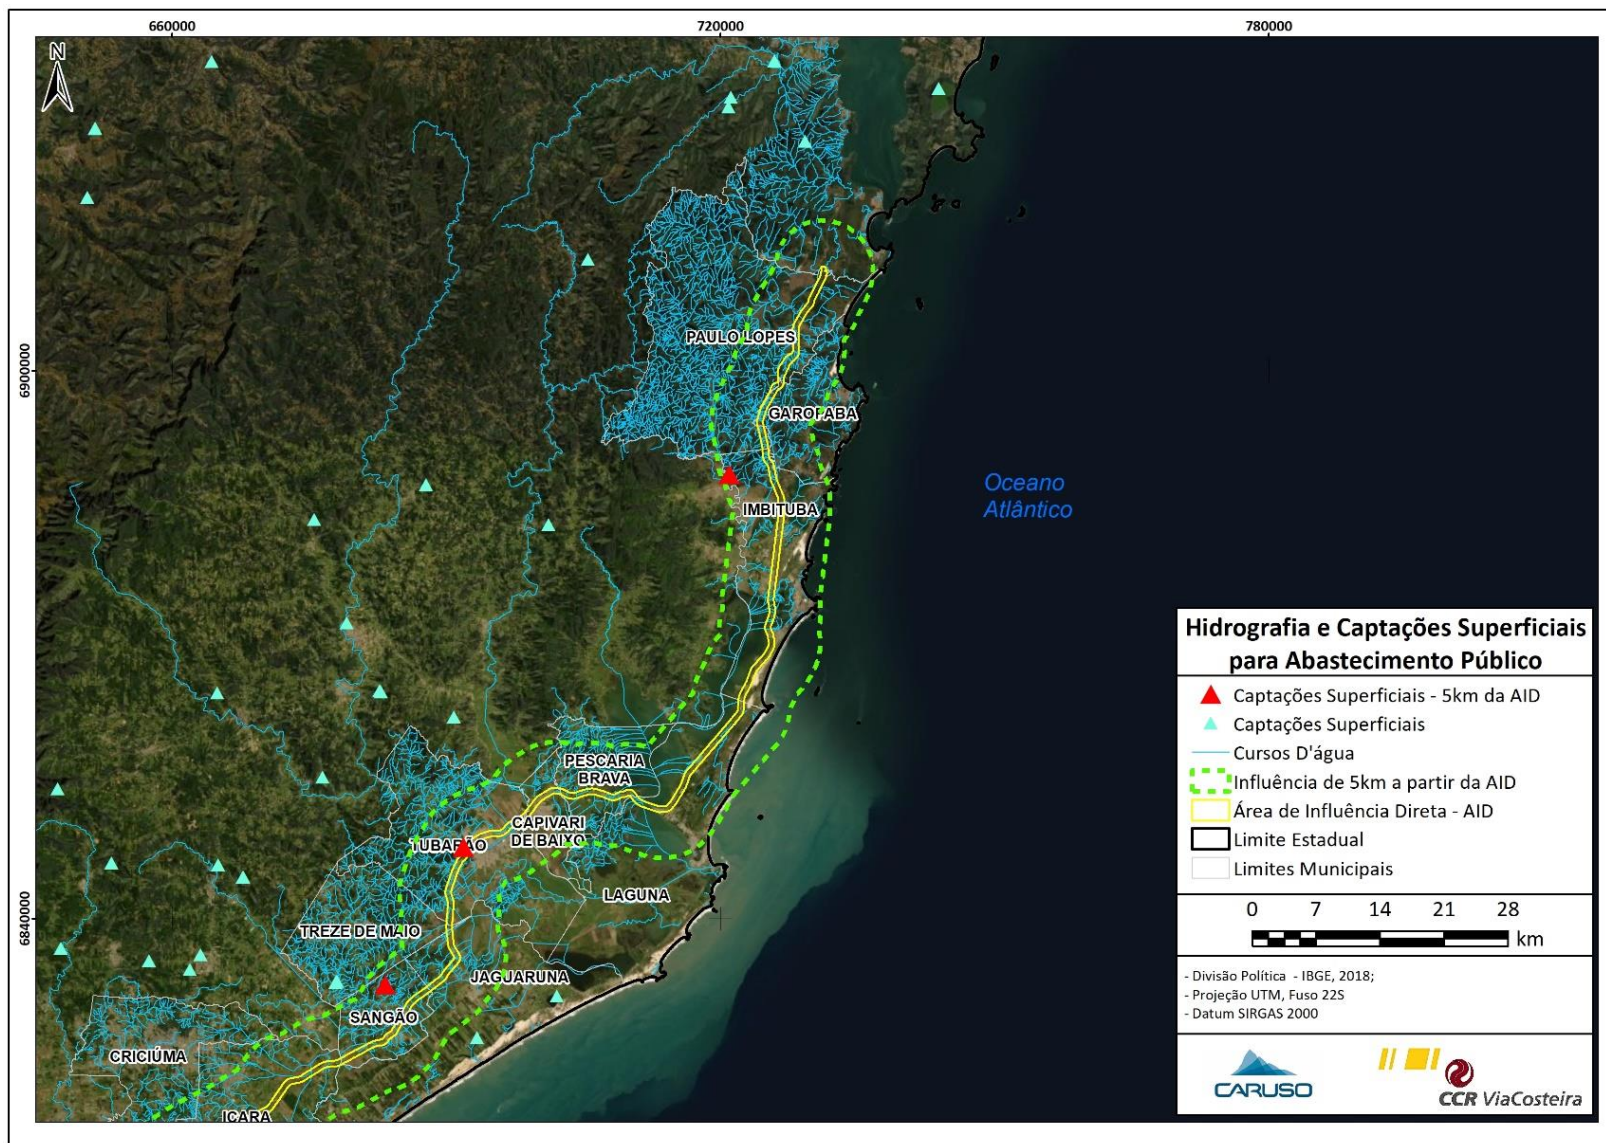 660000
720000
780000
N
PAULO LOPES
6900000
GAROPABA
Oceano
Atlântico
IMBITUBA
Hidrografia e Captações Superficiais
para Abastecimento Público
Captações Superficiais - 5km da AID
Captações Superficiais
Cursos D'água
Influência de 5km a partir da AID
Área de Influência Direta - AID
Limite Estadual
Limites Municipais
PESCARIA
BRAVA
CAPIVARI
DE BAIXO
TUBARÃO
LAGUNA
6840000
TREZE DE MAIO
JAGUARUNA
SANGÃO
CRICIÚMA
IÇARA
0 7 14 21 28
km
- Divisão Política - IBGE, 2018;
- Projeção UTM, Fuso 22S
- Datum SIRGAS 2000
CARUSO
CCR ViaCosteira